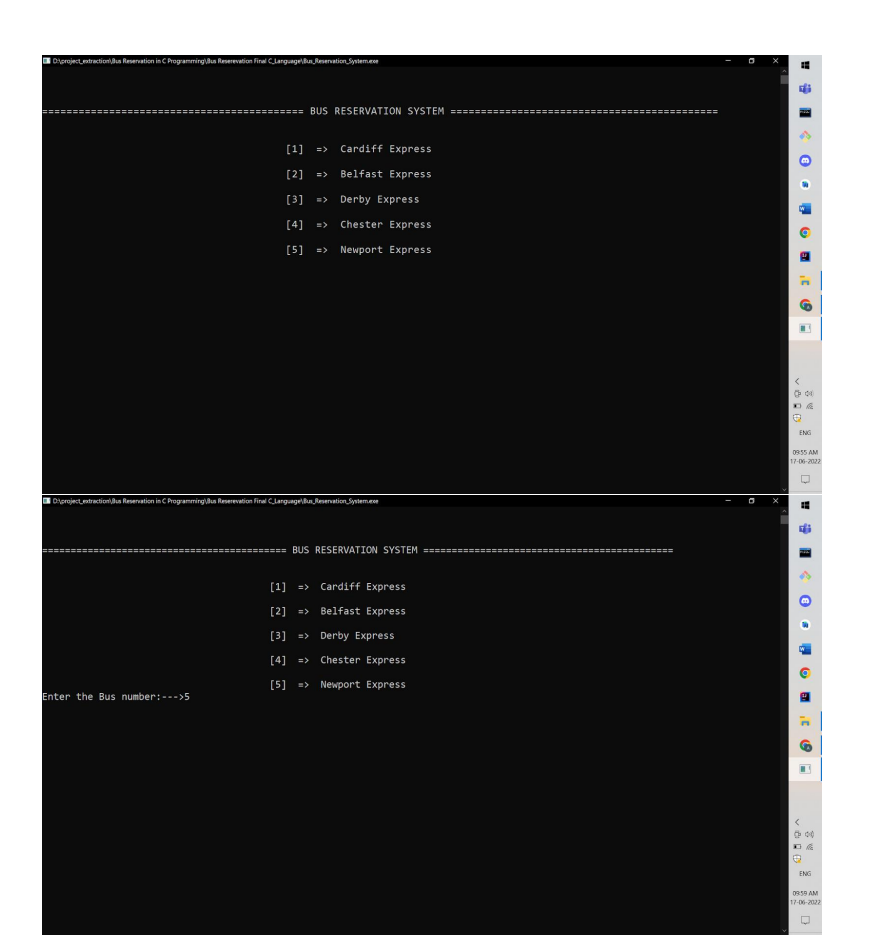 D:\project_extraction\Bus Reservation in C Programming\Bus Reserevation Final C_Language\Bus_Reservation_System.exe
============================================ BUS RESERVATION SYSTEM =============================================
[1] => Cardiff Express
[2] => Belfast Express
[3] => Derby Express
[4] => Chester Express
[5] => Newport Express
ENG
09:55 AM
17-06-2022
D:\project_extraction\Bus Reservation in C Programming\Bus Reserevation Final C_Language\Bus_Reservation_System.exe
============================================ BUS RESERVATION SYSTEM =============================================
[1] => Cardiff Express
[2] => Belfast Express
[3] => Derby Express
[4] => Chester Express
[5] => Newport Express
Enter the Bus number:--->5
ENG
09:59 AM
17-06-2022